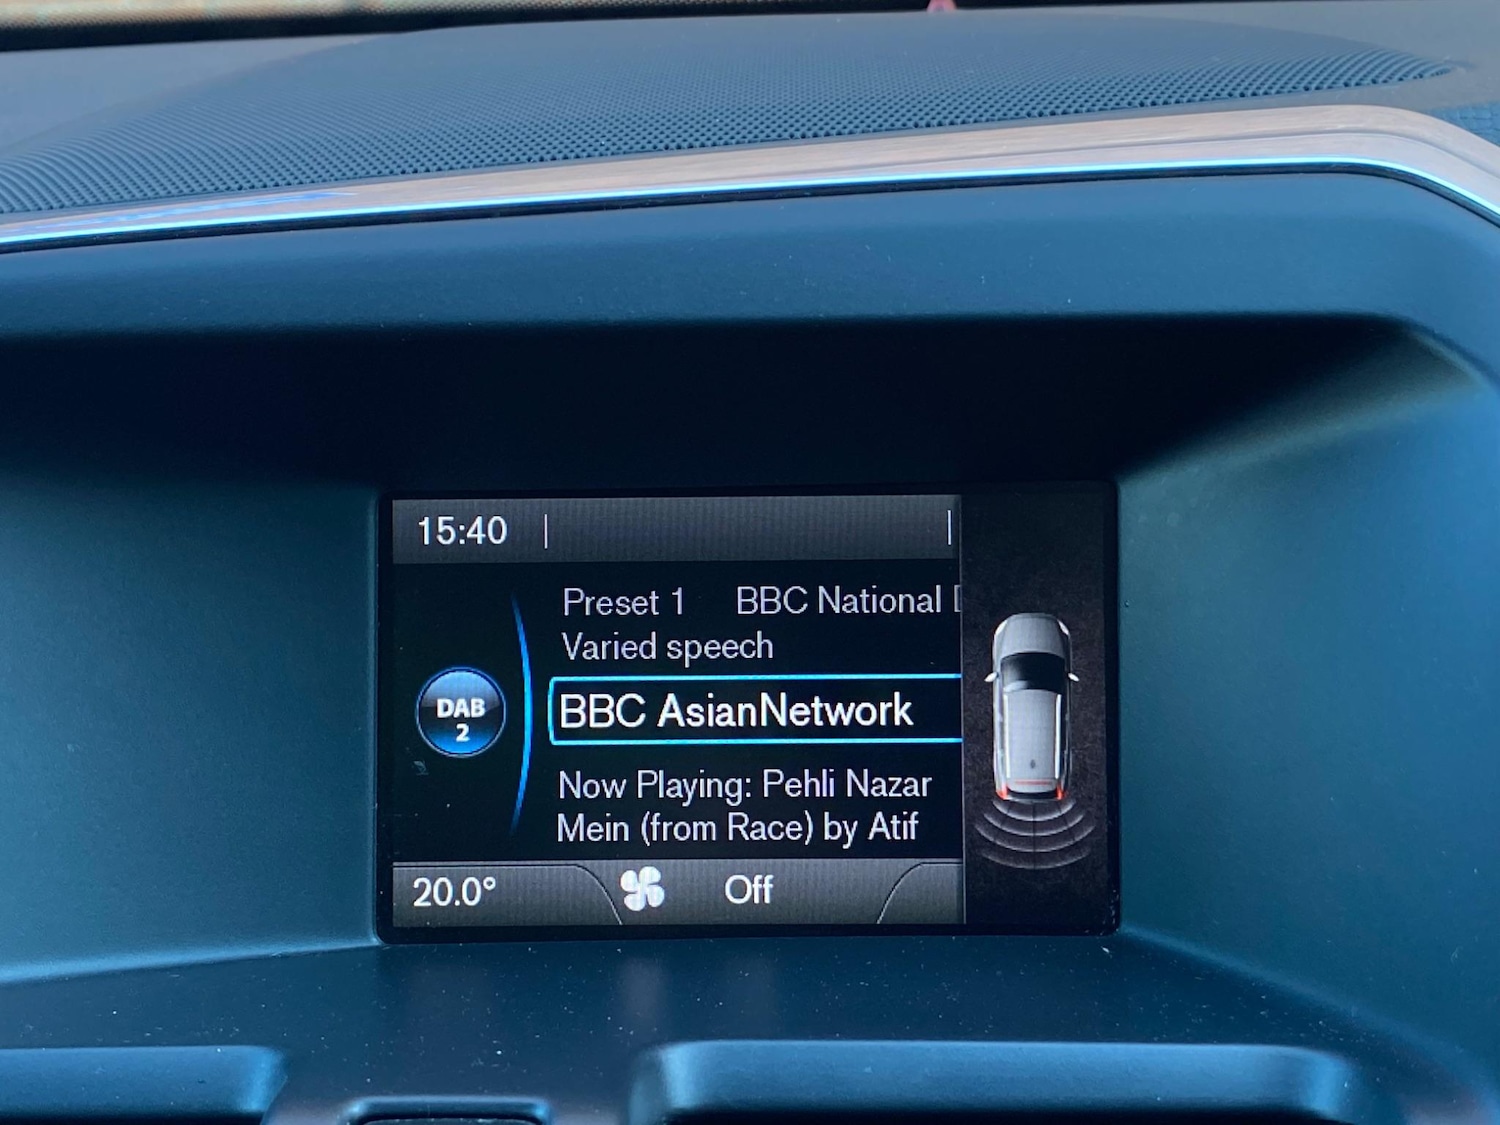 15:40
Preset 1 BBC National
Varied speech
DAB
2
BBC AsianNetwork
Now Playing: Pehli Nazar
Mein (from Race) by Atif
20.0° Off